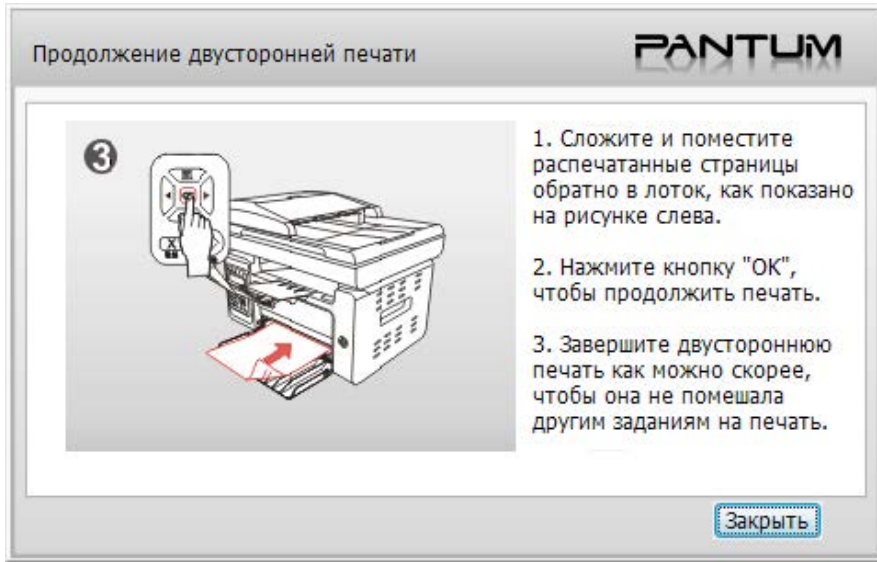 Продолжение двусторонней печати
PANTUM
3
1. Сложите и поместите
распечатанные страницы
обратно в лоток, как показано
на рисунке слева.
2. Нажмите кнопку "ОК",
чтобы продолжить печать.
3. Завершите двустороннюю
печать как можно скорее,
чтобы она не помешала
другим заданиям на печать.
Закрыть